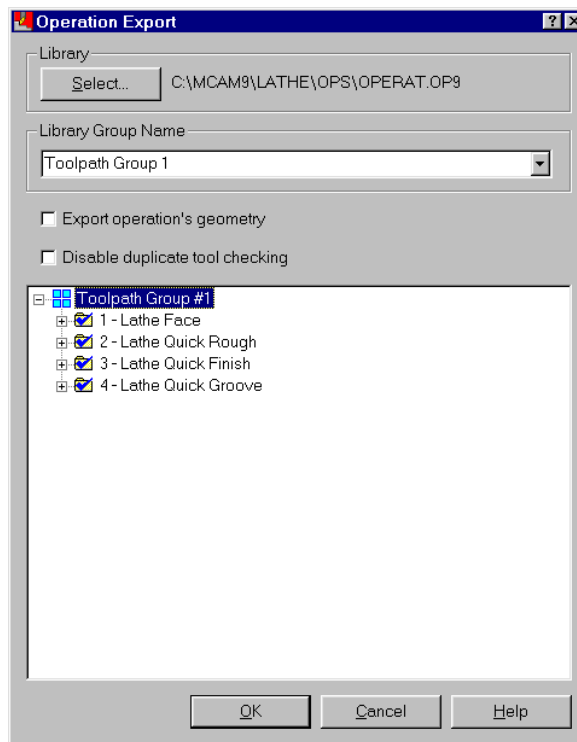 Operation Export
Library
Select... C:\MCAM9\LATHE\OPS\OPERAT.OP9
Library Group Name
Toolpath Group 1
Export operation's geometry
Disable duplicate tool checking
Toolpath Group #1
1 - Lathe Face
2 - Lathe Quick Rough
3 - Lathe Quick Finish
4 - Lathe Quick Groove
OK Cancel Help